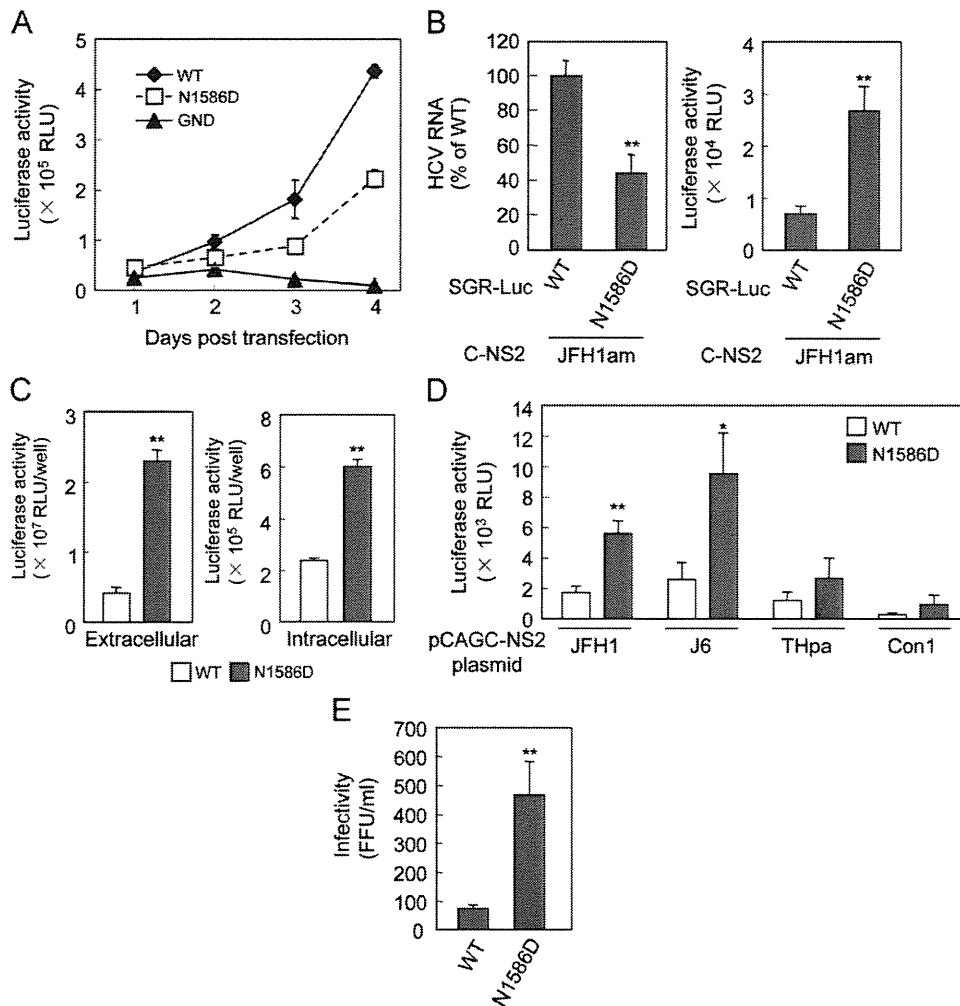 A
Luciferase activity
(× 10⁵ RLU)
5
4
3
2
1
0
WT
N1586D
GND
1 2 3 4
Days post transfection
B
HCV RNA
(% of WT)
120
100
80
60
40
20
0
**
SGR-Luc WT N1586D
C-NS2 JFH1am
Luciferase activity
(× 10⁴ RLU)
4
3
2
1
0
**
SGR-Luc WT N1586D
C-NS2 JFH1am
C
Luciferase activity
(× 10⁷ RLU/well)
3
2
1
0
**
Extracellular
Luciferase activity
(× 10⁵ RLU/well)
8
6
4
2
0
**
Intracellular
WT N1586D
D
Luciferase activity
(× 10³ RLU)
14
12
10
8
6
4
2
0
WT
N1586D
**
*
pCAGC-NS2
plasmid
JFH1 J6 THpa Con1
E
Infectivity
(FFU/ml)
700
600
500
400
300
200
100
0
**
WT N1586D